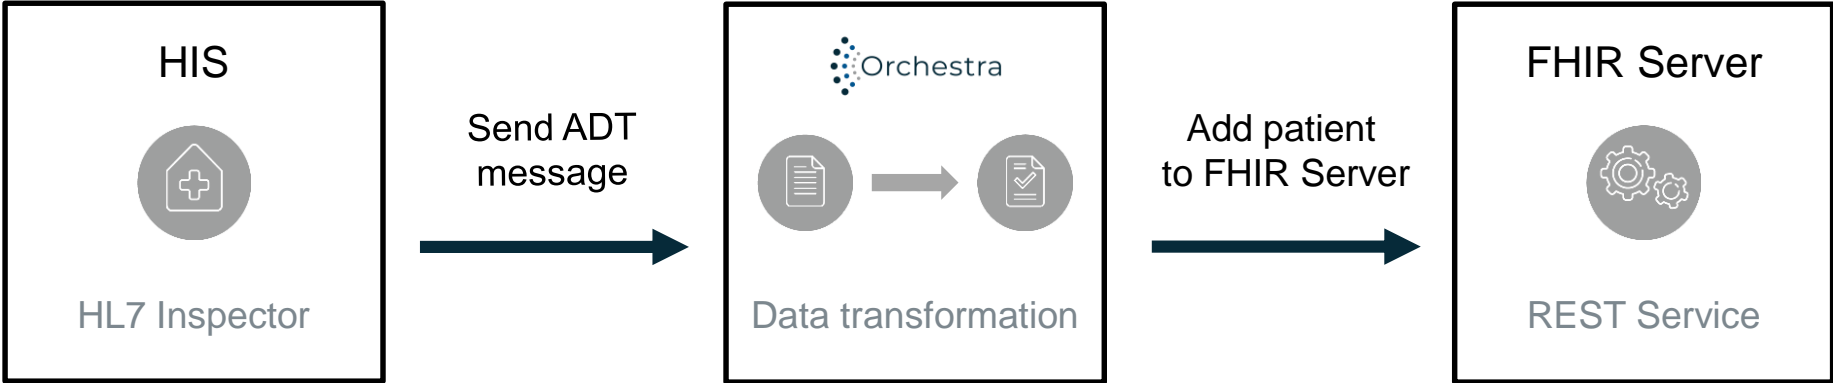 HIS
HL7 Inspector
Send ADT
message
Orchestra
Data transformation
Add patient
to FHIR Server
FHIR Server
REST Service